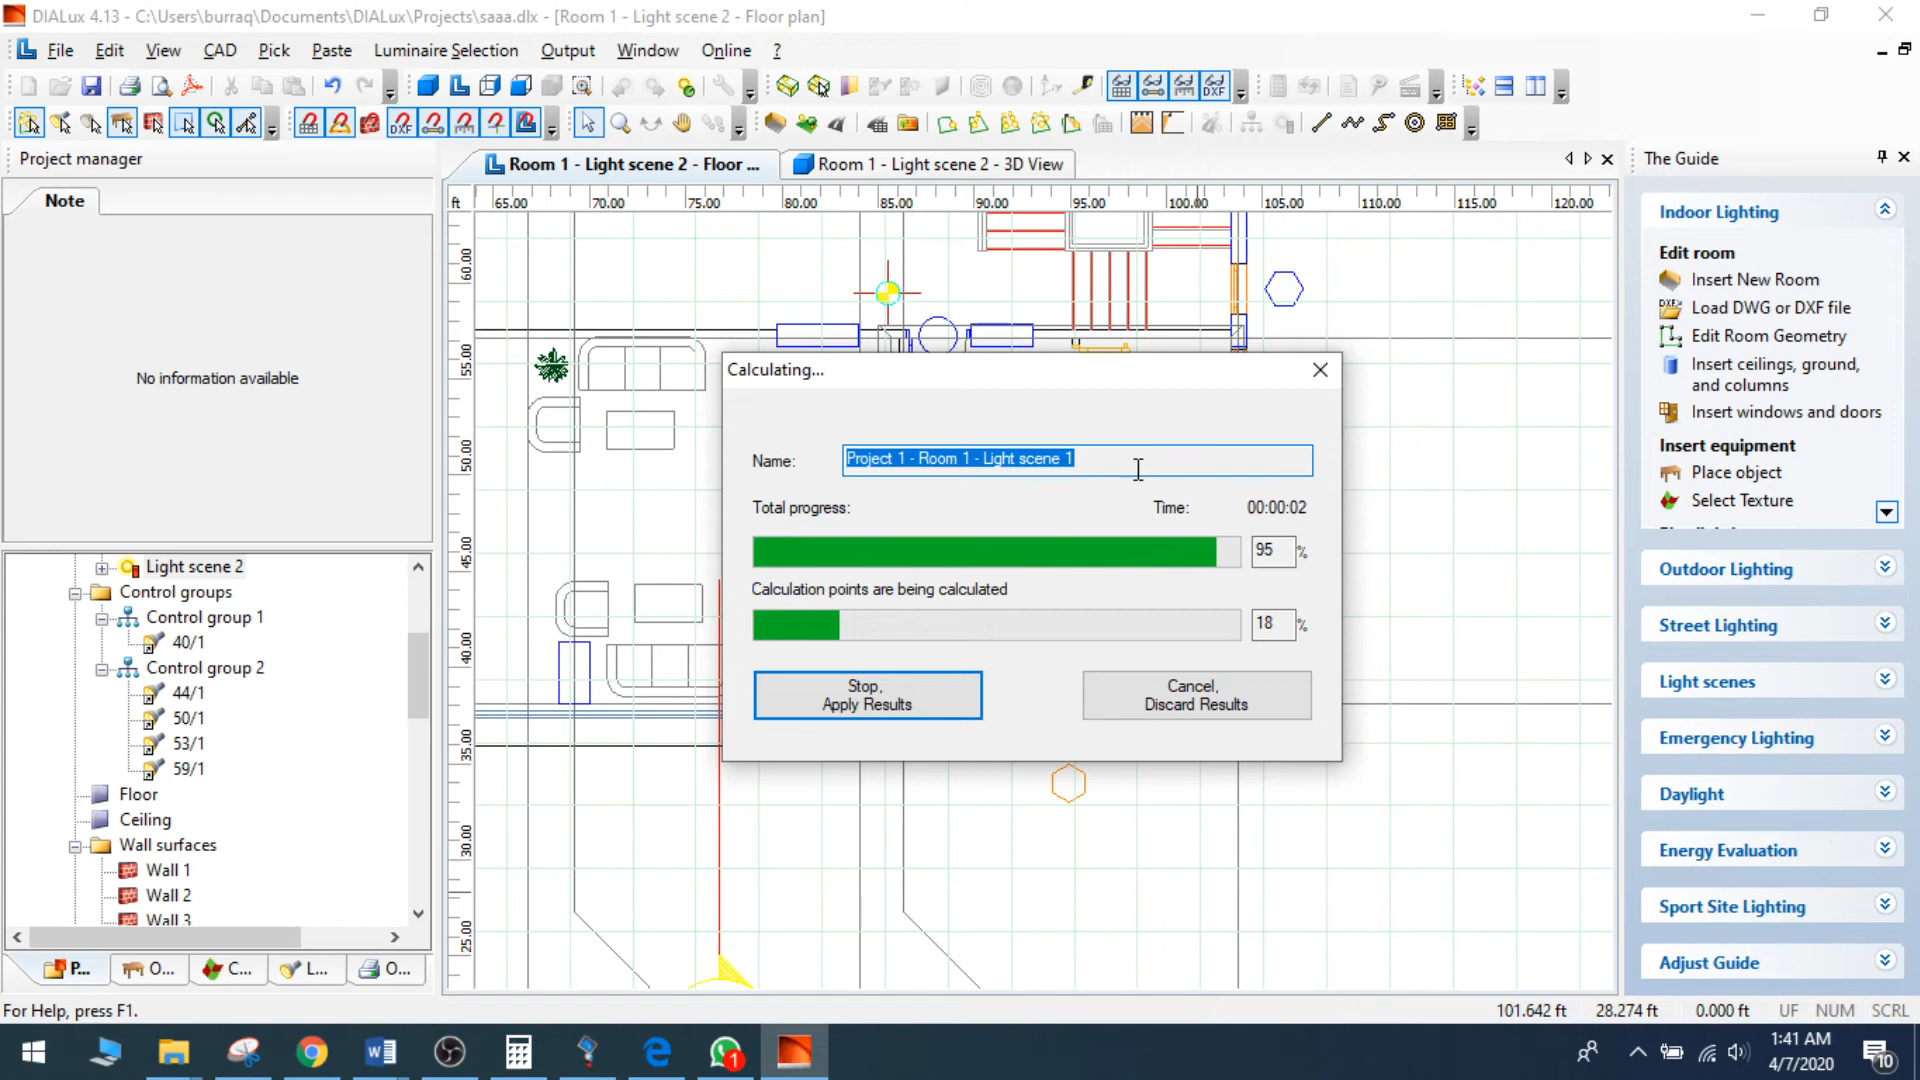 DIALux 4.13 - C:\Users\burraq\Documents\DIALux\Projects\saaa.dlx - [Room 1 - Light scene 2 - Floor plan]
File Edit View CAD Pick Paste Luminaire Selection Output Window Online ?
DXF
DXF
Project manager
Room 1 - Light scene 2 - Floor ...
Room 1 - Light scene 2 - 3D View
The Guide
Note
ft 65.00 70.00 75.00 80.00 85.00 90.00 95.00 100.00 105.00 110.00 115.00 120.00
60.00
55.00
50.00
45.00
40.00
35.00
30.00
25.00
No information available
Light scene 2
Control groups
Control group 1
40/1
Control group 2
44/1
50/1
53/1
59/1
Floor
Ceiling
Wall surfaces
Wall 1
Wall 2
Wall 3
P... O... C... L... O...
Calculating...
Name: Project 1 - Room 1 - Light scene 1
Total progress: Time: 00:00:02
95 %
Calculation points are being calculated
18 %
Stop,
Apply Results
Cancel,
Discard Results
Indoor Lighting
Edit room
Insert New Room
Load DWG or DXF file
Edit Room Geometry
Insert ceilings, ground,
and columns
Insert windows and doors
Insert equipment
Place object
Select Texture
Outdoor Lighting
Street Lighting
Light scenes
Emergency Lighting
Daylight
Energy Evaluation
Sport Site Lighting
Adjust Guide
For Help, press F1.
101.642 ft 28.274 ft 0.000 ft UF NUM SCRL
1
1:41 AM
4/7/2020
10